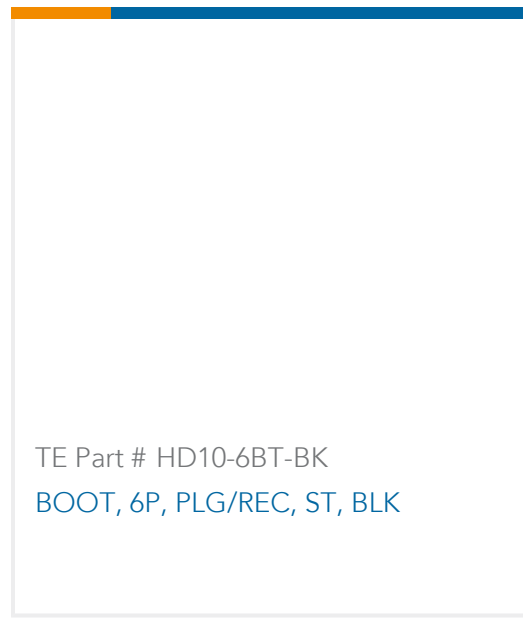 TE Part # HD10-6BT-BK
BOOT, 6P, PLG/REC, ST, BLK